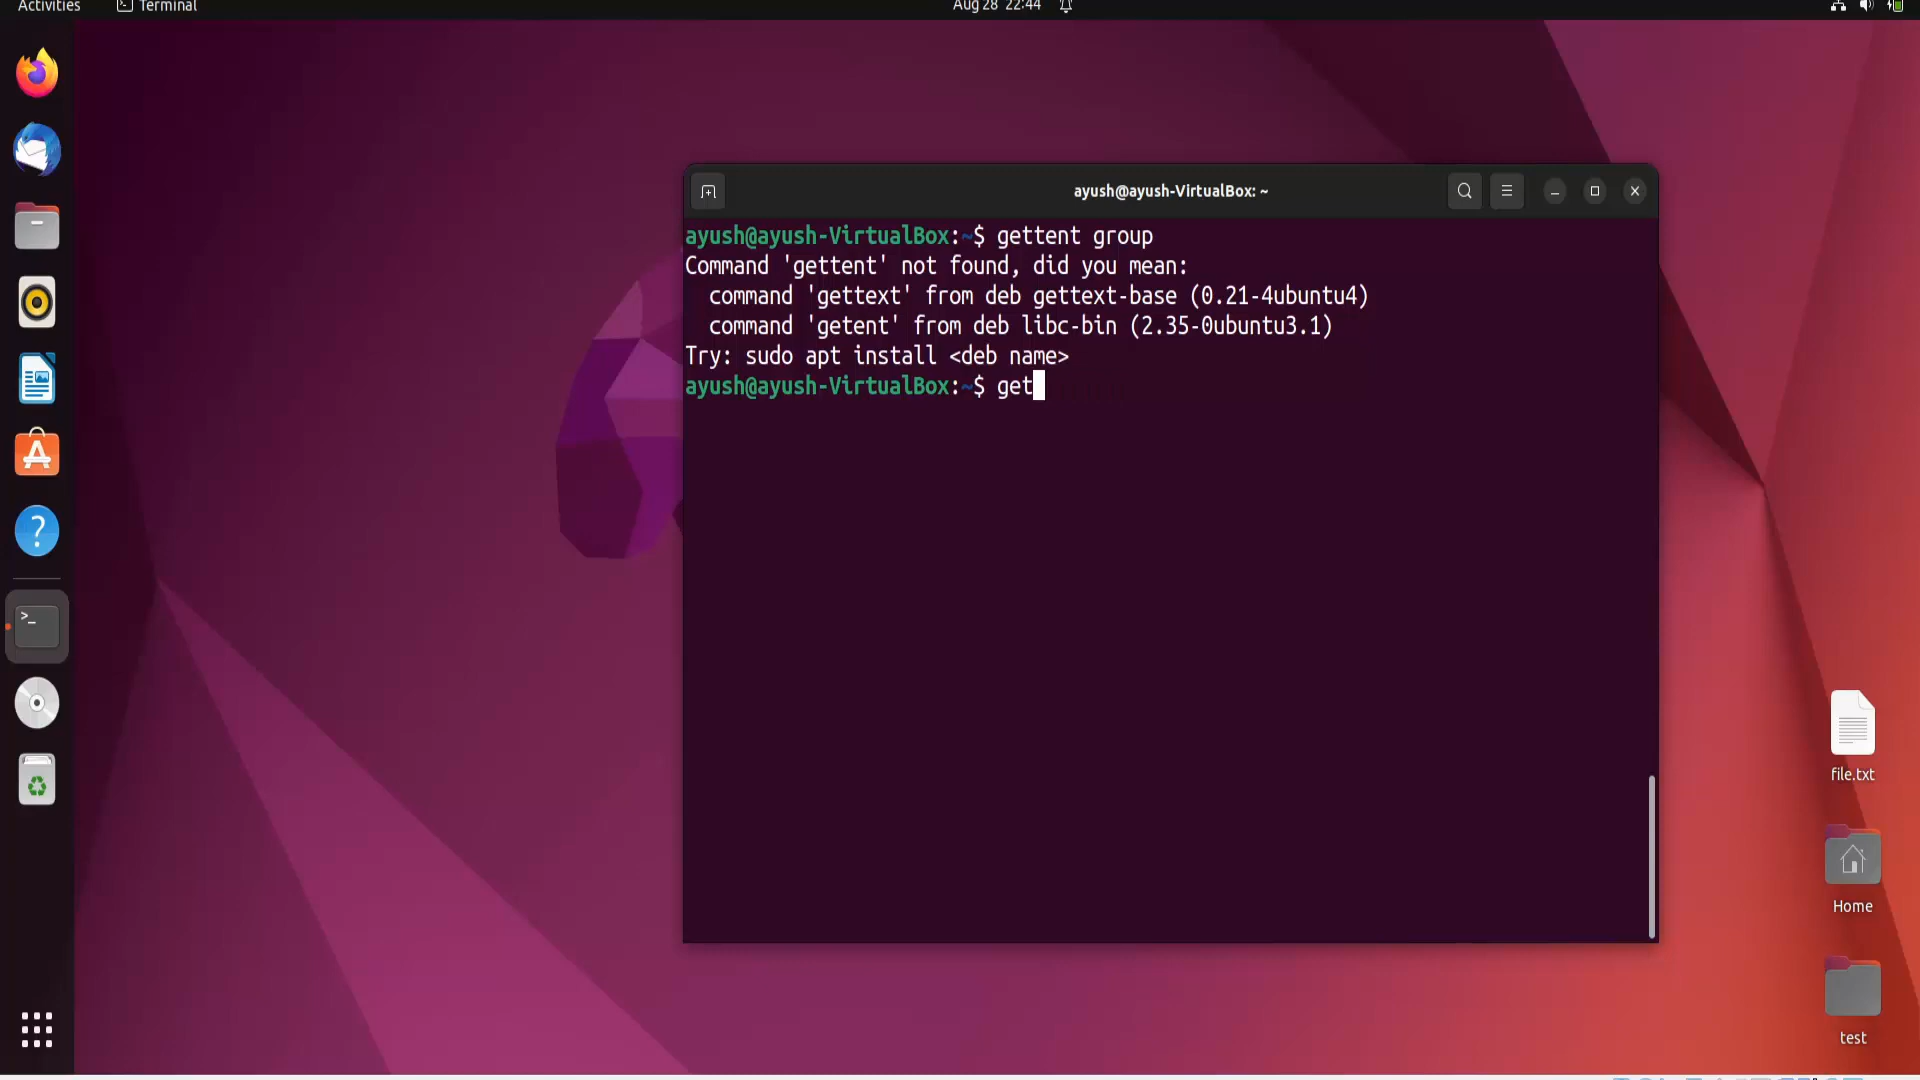 Activities Terminal Aug 28 22:44
ayush@ayush-VirtualBox: ~
ayush@ayush-VirtualBox:~$ gettent group
Command 'gettent' not found, did you mean:
command 'gettext' from deb gettext-base (0.21-4ubuntu4)
command 'getent' from deb libc-bin (2.35-0ubuntu3.1)
Try: sudo apt install <deb name>
ayush@ayush-VirtualBox:~$ get
file.txt
Home
test